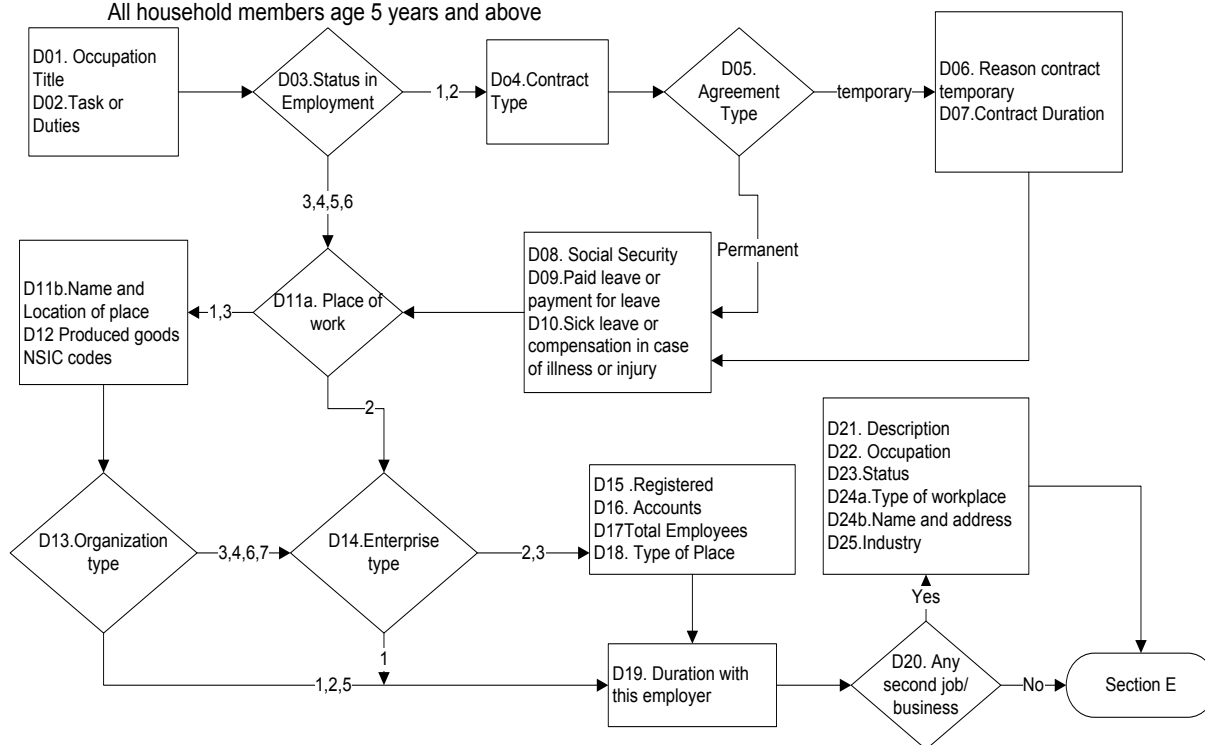 All household members age 5 years and above
D01. Occupation
Title
D02.Task or
Duties
D03.Status in
Employment
1,2
Do4.Contract
Type
D05.
Agreement
Type
temporary
D06. Reason contract
temporary
D07.Contract Duration
3,4,5,6
Permanent
D08. Social Security
D09.Paid leave or
payment for leave
D10.Sick leave or
compensation in case
of illness or injury
D11a. Place of
work
1,3
D11b.Name and
Location of place
D12 Produced goods
NSIC codes
2
D13.Organization
type
3,4,6,7
D14.Enterprise
type
2,3
D15 .Registered
D16. Accounts
D17Total Employees
D18. Type of Place
1
1,2,5
D19. Duration with
this employer
D20. Any
second job/
business
Yes
D21. Description
D22. Occupation
D23.Status
D24a.Type of workplace
D24b.Name and address
D25.Industry
No
Section E